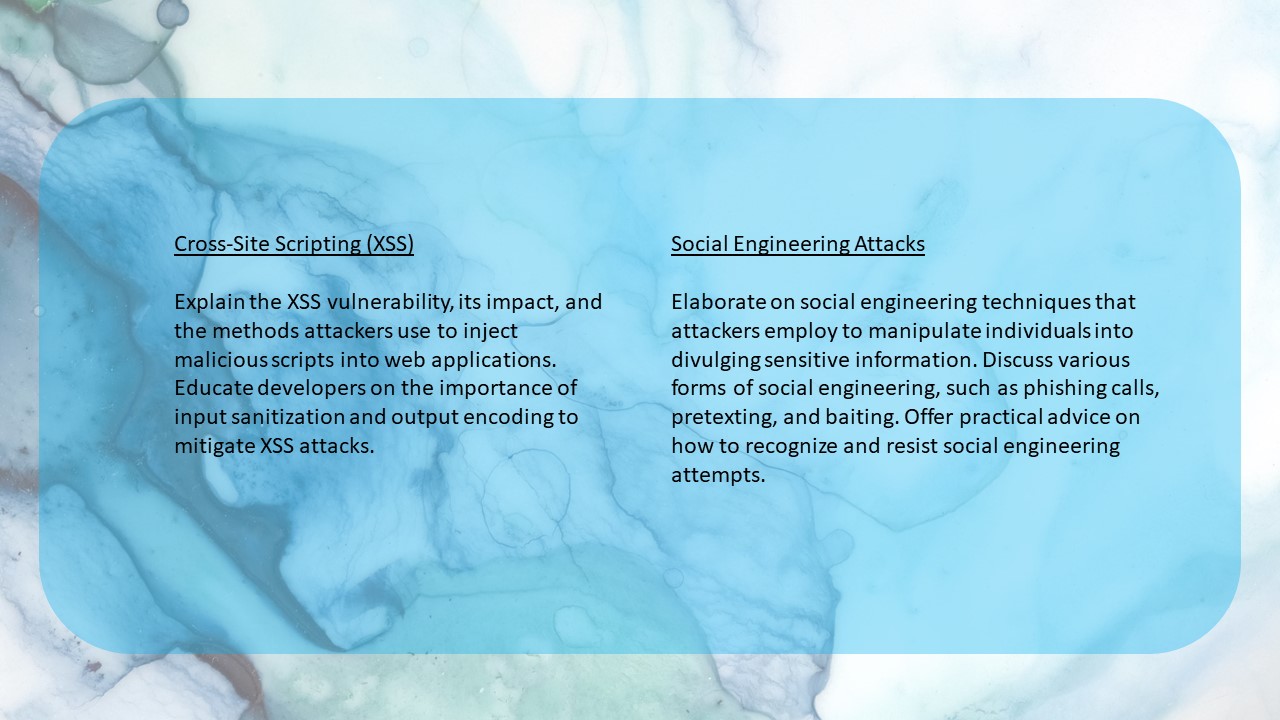 Cross-Site Scripting (XSS)
Explain the XSS vulnerability, its impact, and
the methods attackers use to inject
malicious scripts into web applications.
Educate developers on the importance of
input sanitization and output encoding to
mitigate XSS attacks.
Social Engineering Attacks
Elaborate on social engineering techniques that
attackers employ to manipulate individuals into
divulging sensitive information. Discuss various
forms of social engineering, such as phishing calls,
pretexting, and baiting. Offer practical advice on
how to recognize and resist social engineering
attempts.